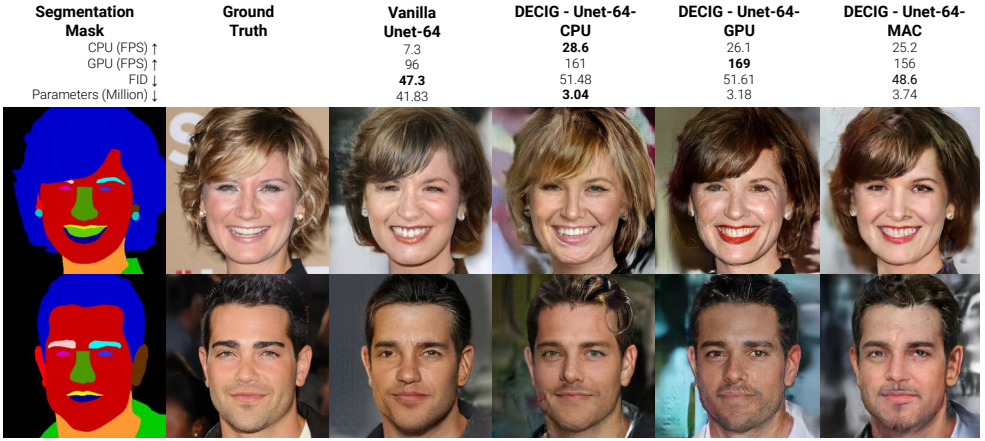 Segmentation Mask
Ground Truth
Vanilla Unet-64
DECIG - Unet-64-CPU
DECIG - Unet-64-GPU
DECIG - Unet-64-MAC
CPU (FPS) ↑ 7.3 28.6 26.1 25.2
GPU (FPS) ↑ 96 161 169 156
FID ↓ 47.3 51.48 51.61 48.6
Parameters (Million) ↓ 41.83 3.04 3.18 3.74
S